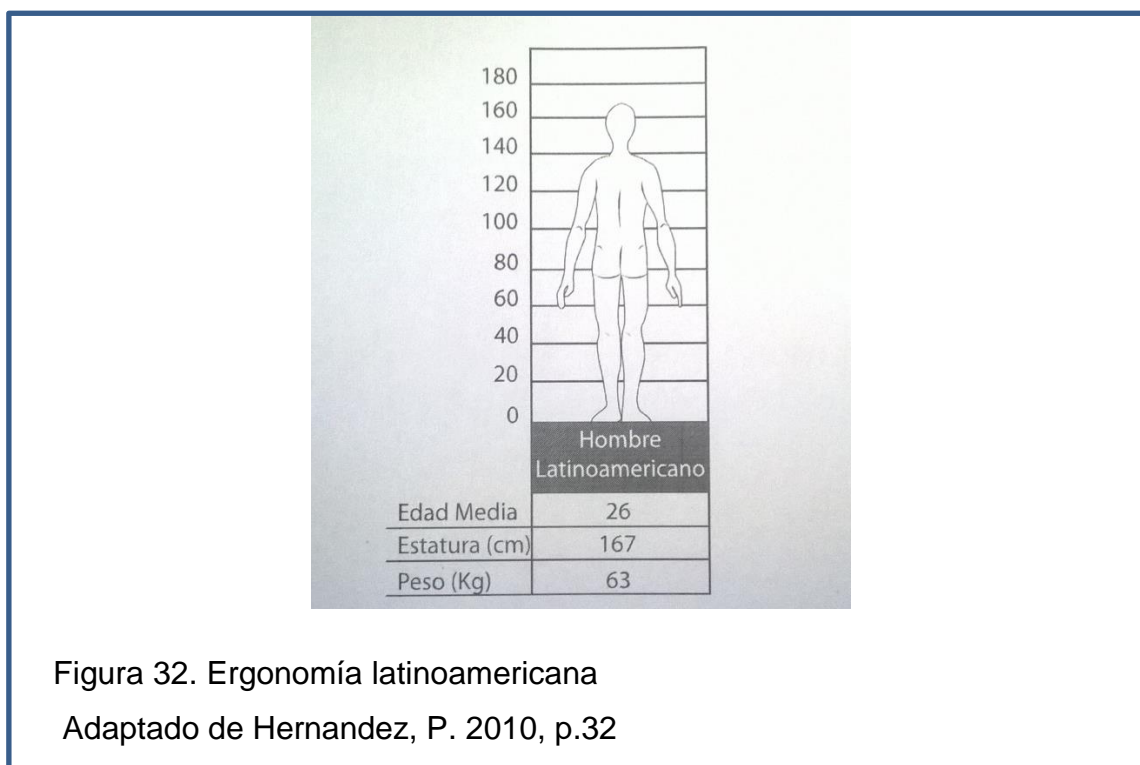 180
160
140
120
100
80
60
40
20
0
Hombre
Latinoamericano
Edad Media 26
Estatura (cm) 167
Peso (Kg) 63
Figura 32. Ergonomía latinoamericana
Adaptado de Hernandez, P. 2010, p.32